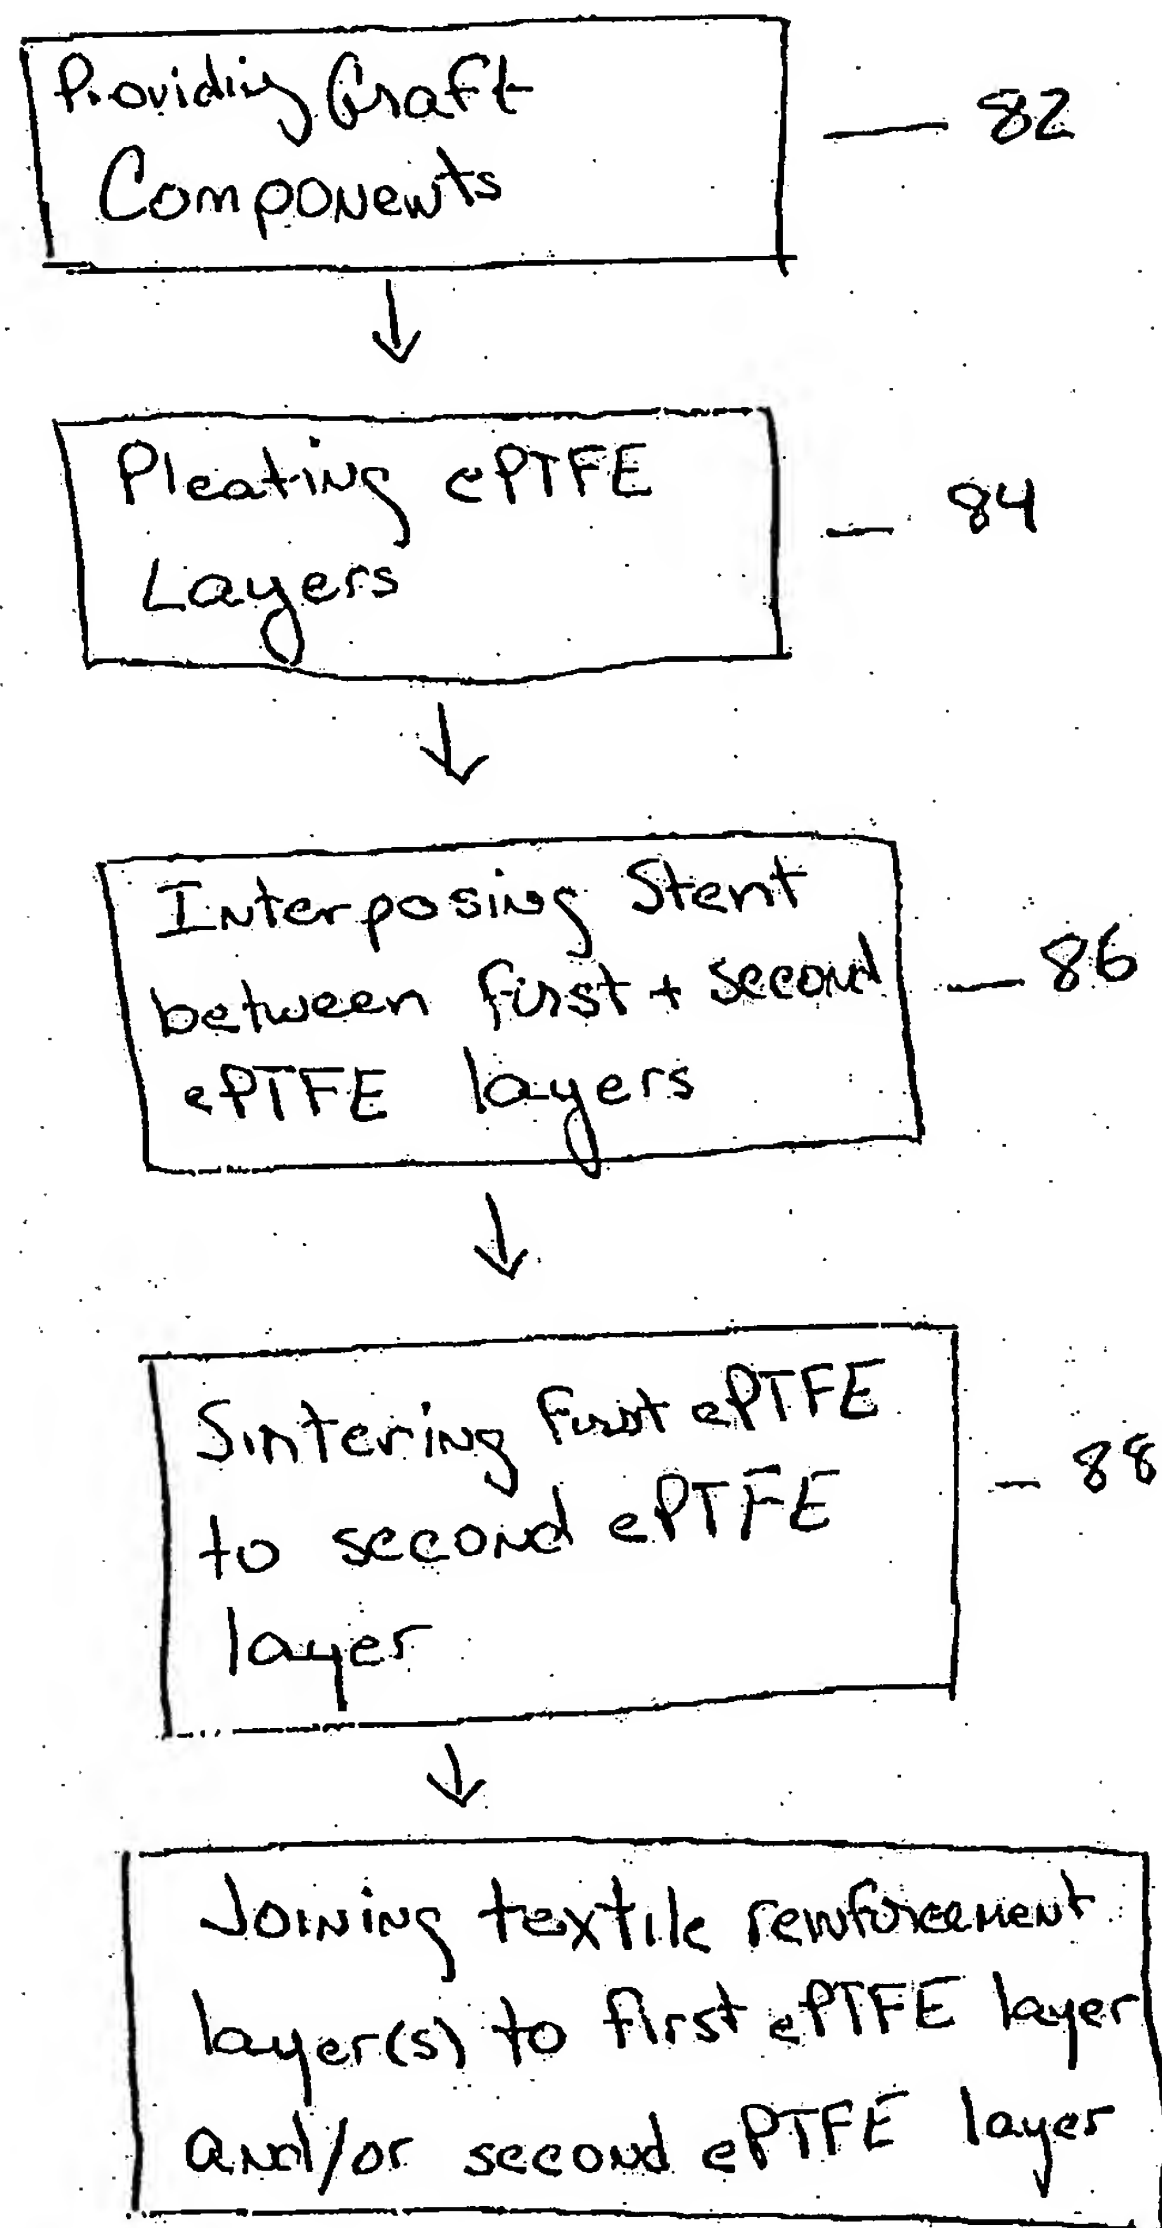 Providing Graft
Components
82
Pleating ePTFE
Layers
84
Interposing Stent
between first + second
ePTFE layers
86
Sintering first ePTFE
to second ePTFE
layer
88
Joining textile reinforcement
layer(s) to first ePTFE layer
and/or second ePTFE layer